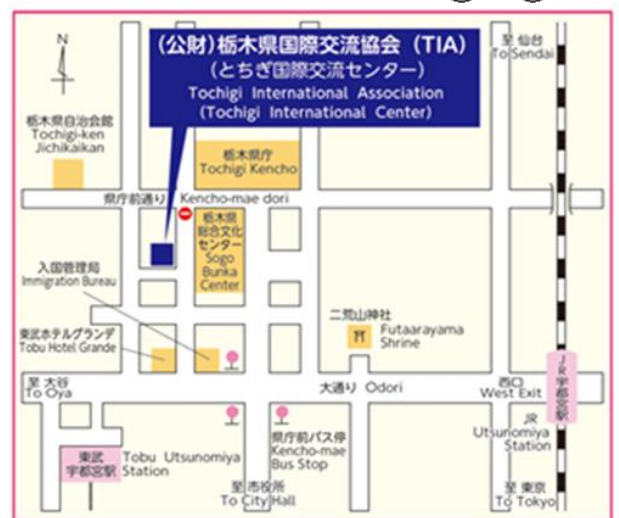 (公財)栃木県国際交流協会 (TIA)
(とちぎ国際交流センター)
Tochigi International Association
(Tochigi International Center)
至 仙台
To Sendai
N
栃木県自治会館
Tochigi-ken
Jichikaikan
栃木県庁
Tochigi Kencho
県庁前通り Kencho-mae dori
栃木県
総合文化
センター
Sogo
Bunka
Center
入国管理局
Immigration Bureau
二荒山神社
Futaarayama
Shrine
東武ホテルグランデ
Tobu Hotel Grande
至 大谷
To Oya
大通り Odori
西口
West Exit
JR宇都宮駅
JR
Utsunomiya
Station
県庁前バス停
Kencho-mae
Bus Stop
東武
宇都宮駅
Tobu Utsunomiya
Station
至 市役所
To City Hall
至 東京
To Tokyo